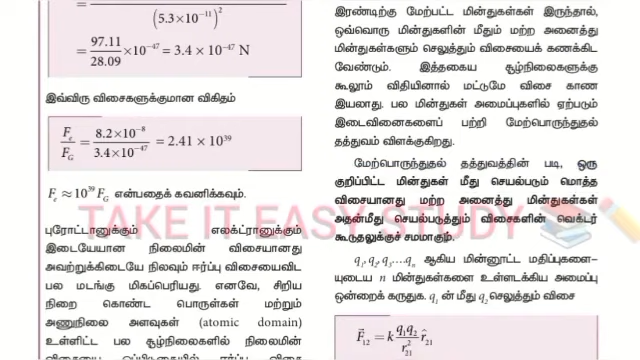 = 
(5.3×10⁻¹¹)²
= 97.11/28.09 ×10⁻⁴⁷ = 3.4 × 10⁻⁴⁷ N
இவ்விரு விசைகளுக்குமான விகிதம்
Fₑ/F_G = 8.2×10⁻⁸/3.4×10⁻⁴⁷ = 2.41 × 10³⁹
Fₑ ≈ 10³⁹ F_G என்பதைக் கவனிக்கவும்.
புரோட்டானுக்கும் எலக்ட்ரானுக்கும்
இடையேயான நிலைமின் விசையானது
அவற்றுக்கிடையே நிலவும் ஈர்ப்பு விசையைவிட
பல மடங்கு மிகப்பெரியது. எனவே, சிறிய
நிறை கொண்ட பொருள்கள் மற்றும்
அணுநிலை அளவுகள் (atomic domain)
உள்ளிட்ட பல சூழ்நிலைகளில் நிலைமின்
இரண்டிற்கு மேற்பட்ட மின்துகள்கள் இருந்தால்,
ஒவ்வொரு மின்துகளின் மீதும் மற்ற அனைத்து
மின்துகள்களும் செலுத்தும் விசையைக் கணக்கிட
வேண்டும். இத்தகைய சூழ்நிலைகளுக்கு
கூலூம் விதியினால் மட்டுமே விசை காண
இயலாது. பல மின்துகள் அமைப்புகளில் ஏற்படும்
இடைவினைகளைப் பற்றி மேற்பொருந்துதல்
தத்துவம் விளக்குகிறது.
மேற்பொருந்துதல் தத்துவத்தின் படி, ஒரு
குறிப்பிட்ட மின்துகள் மீது செயல்படும் மொத்த
விசையானது மற்ற அனைத்து மின்துகள்கள்
அதன்மீது செயல்படுத்தும் விசைகளின் வெக்டர்
கூடுதலுக்குச் சமமாகும்.
q₁, q₂, q₃ ....qₙ ஆகிய மின்னூட்ட மதிப்புகளை-
யுடைய n மின்துகள்களை உள்ளடக்கிய அமைப்பு
ஒன்றைக் கருதுக. q₁ ன் மீது q₂ செலுத்தும் விசை
F⃗₁₂ = k q₁q₂/r²₂₁ r̂₂₁
TAKE IT EASY STUDY